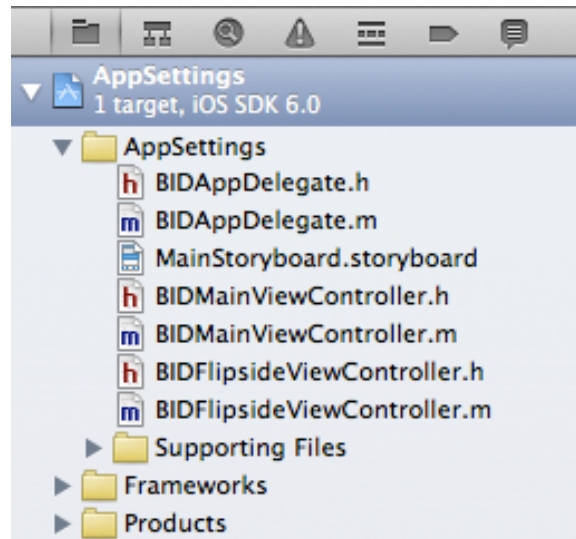 AppSettings
1 target, iOS SDK 6.0
AppSettings
h BIDAppDelegate.h
m BIDAppDelegate.m
MainStoryboard.storyboard
h BIDMainViewController.h
m BIDMainViewController.m
h BIDFlipsideViewController.h
m BIDFlipsideViewController.m
Supporting Files
Frameworks
Products